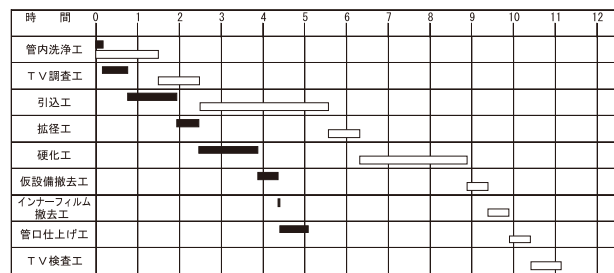 時　間 0 1 2 3 4 5 6 7 8 9 10 11 12
管内洗浄工
ＴＶ調査工
引込工
拡径工
硬化工
仮設備撤去工
インナーフィルム
撤去工
管口仕上げ工
ＴＶ検査工